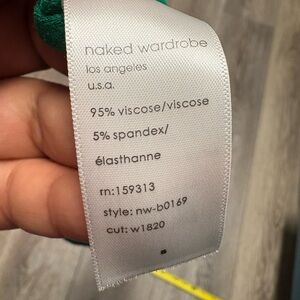 naked wardrobe
los angeles
u.s.a.
95% viscose/viscose
5% spandex/
élasthanne
rn:159313
style: nw-b0169
cut: w1820